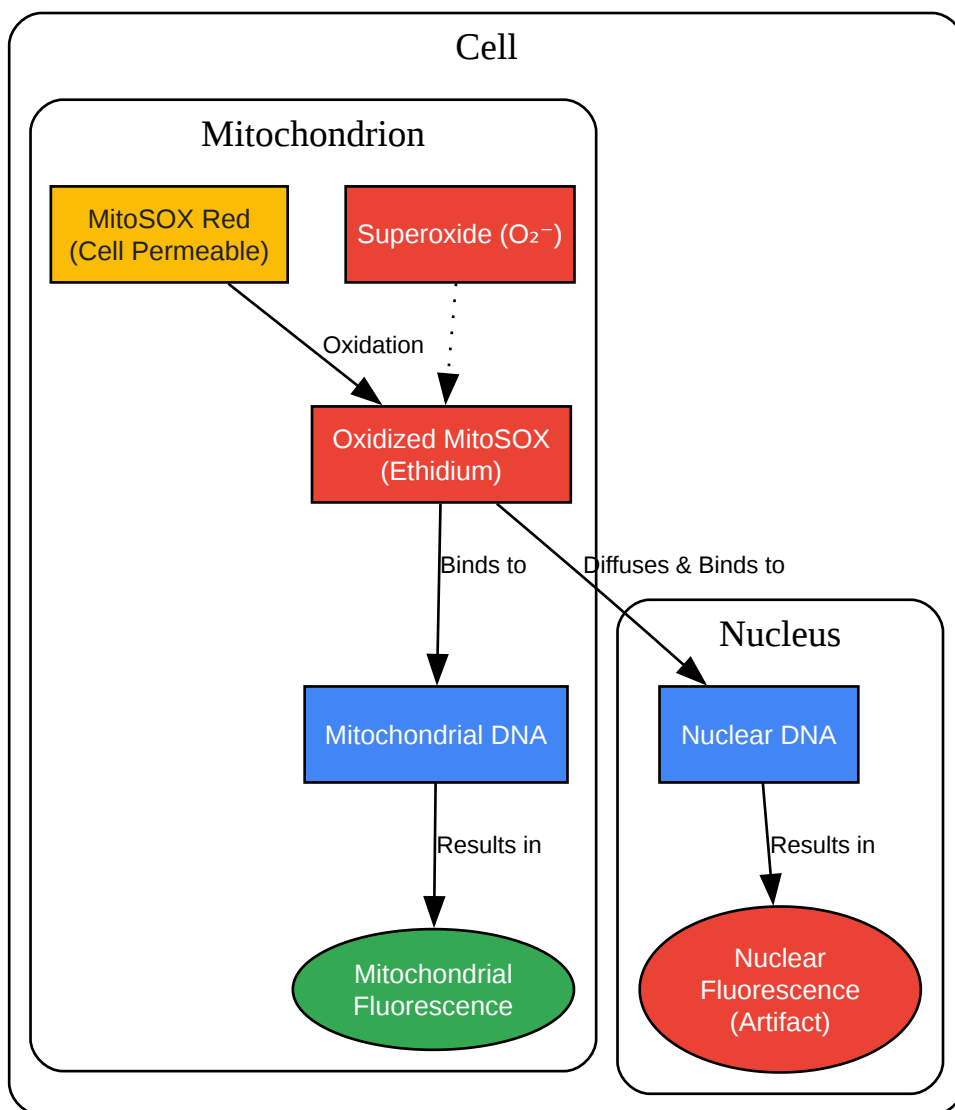 Cell
Mitochondrion
MitoSOX Red
(Cell Permeable)
Superoxide (O₂⁻)
Oxidation
Oxidized MitoSOX
(Ethidium)
Binds to
Diffuses & Binds to
Nucleus
Mitochondrial DNA
Nuclear DNA
Results in
Results in
Mitochondrial
Fluorescence
Nuclear
Fluorescence
(Artifact)